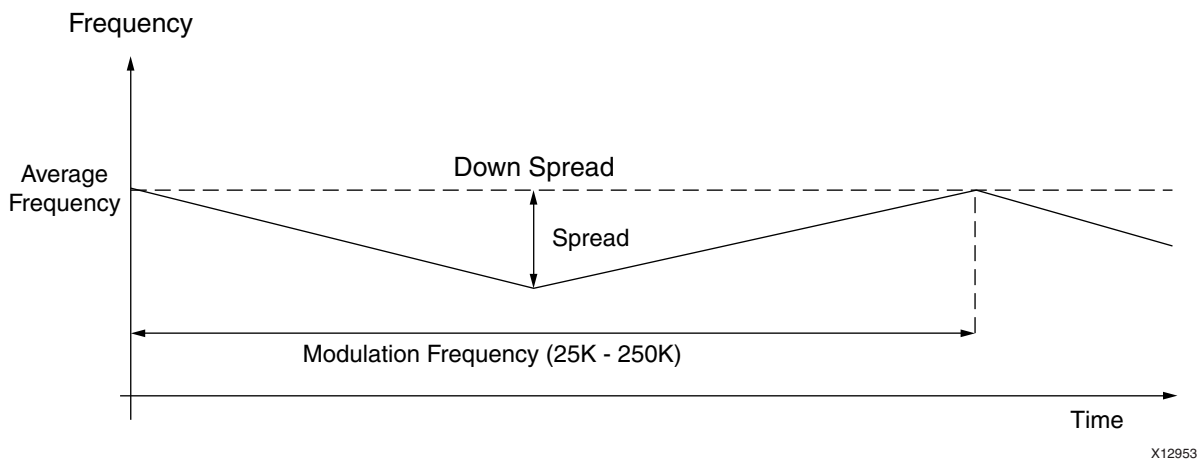 Frequency
Average
Frequency
Down Spread
Spread
Modulation Frequency (25K - 250K)
Time
X12953